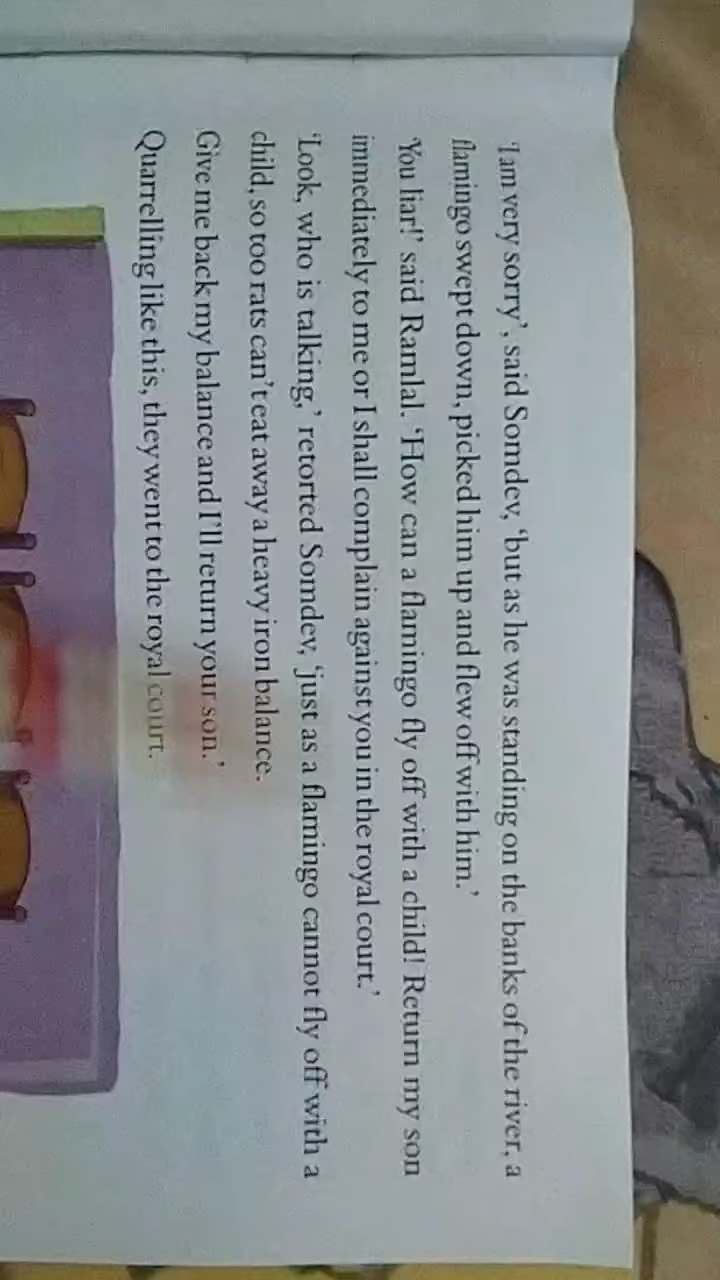 'I am very sorry', said Somdev, 'but as he was standing on the banks of the river, a
flamingo swept down, picked him up and flew off with him.'
'You liar!' said Ramlal. 'How can a flamingo fly off with a child! Return my son
immediately to me or I shall complain against you in the royal court.'
'Look, who is talking,' retorted Somdev, 'just as a flamingo cannot fly off with a
child, so too rats can't eat away a heavy iron balance.
Give me back my balance and I'll return your son.'
Quarrelling like this, they went to the royal court.